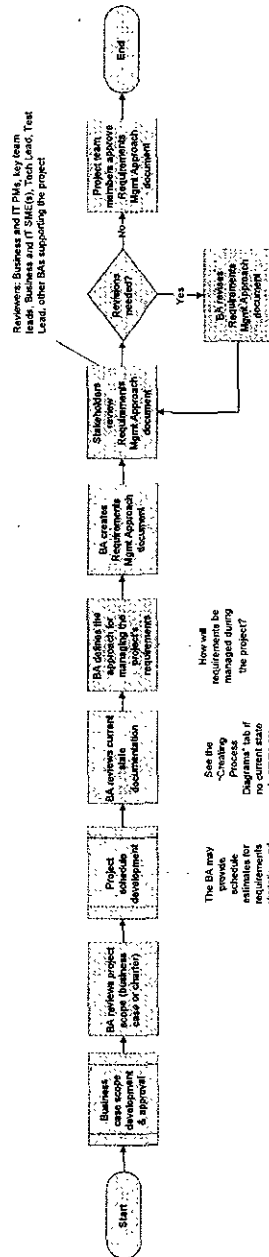 Start
Business
case scope
development
& approval
BA reviews project
scope (business
case or charter)
Project
schedule
development
The BA may
provide
schedule
estimates for
requirements
BA reviews current
state
documentation
See the
"Creating
Process
Diagrams" tab if
no current state
BA defines the
approach for
managing the
project's
requirements
How will
requirements be
managed during
the project?
BA creates
Requirements
Mgmt Approach
document
Stakeholders
review
Requirements
Mgmt Approach
document
Reviewers: Business and IT PMs, key team
leads, Business and IT SME(s), Tech Lead, Test
Lead, other BAs supporting the project
Revisions
needed?
No
Yes
BA revises
Requirements
Mgmt Approach
document
Project team
members approve
Requirements
Mgmt Approach
document
End